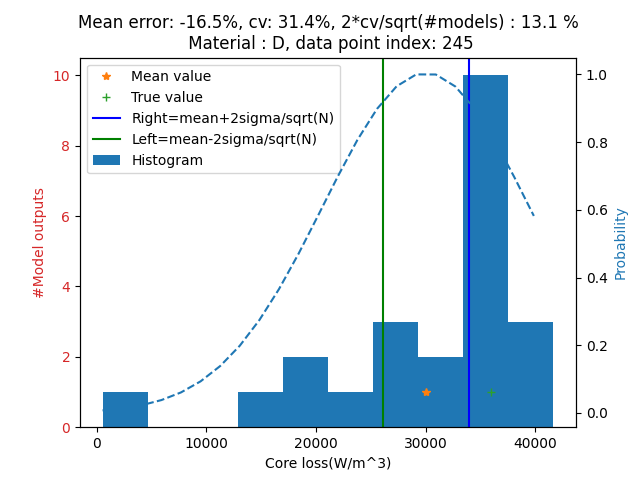 Mean error: -16.5%, cv: 31.4%, 2*cv/sqrt(#models) : 13.1 %
Material : D, data point index: 245
Mean value
True value
Right=mean+2sigma/sqrt(N)
Left=mean-2sigma/sqrt(N)
Histogram
10
8
6
4
2
0
#Model outputs
1.0
0.8
0.6
0.4
0.2
0.0
Probability
0 10000 20000 30000 40000
Core loss(W/m^3)